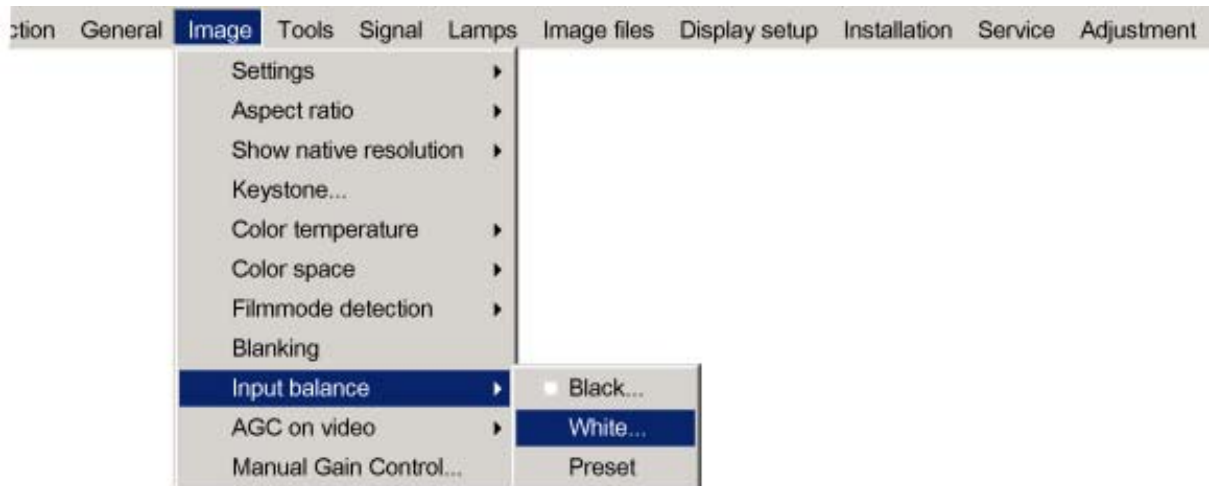 ction General Image Tools Signal Lamps Image files Display setup Installation Service Adjustment
Settings
Aspect ratio
Show native resolution
Keystone...
Color temperature
Color space
Filmmode detection
Blanking
Input balance
Black...
AGC on video
White...
Manual Gain Control...
Preset